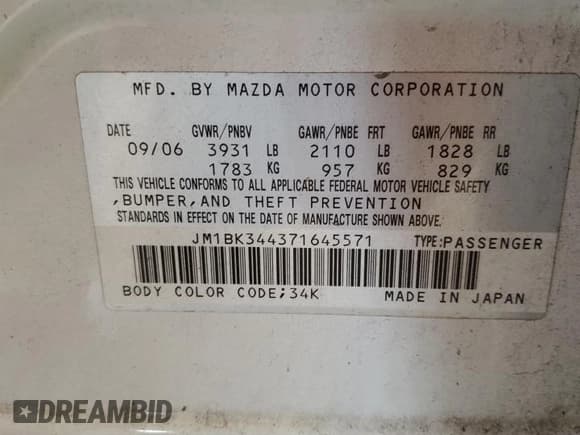 MFD. BY MAZDA MOTOR CORPORATION
DATE GVWR/PNBV GAWR/PNBE FRT GAWR/PNBE RR
09/06 3931 LB 2110 LB 1828 LB
1783 KG 957 KG 829 KG
THIS VEHICLE CONFORMS TO ALL APPLICABLE FEDERAL MOTOR VEHICLE SAFETY
,BUMPER,AND THEFT PREVENTION
STANDARDS IN EFFECT ON THE DATE OF MANUFACTURE SHOWN ABOVE.
JM1BK344371645571 TYPE:PASSENGER
BODY COLOR CODE;34K MADE IN JAPAN
DREAMBID